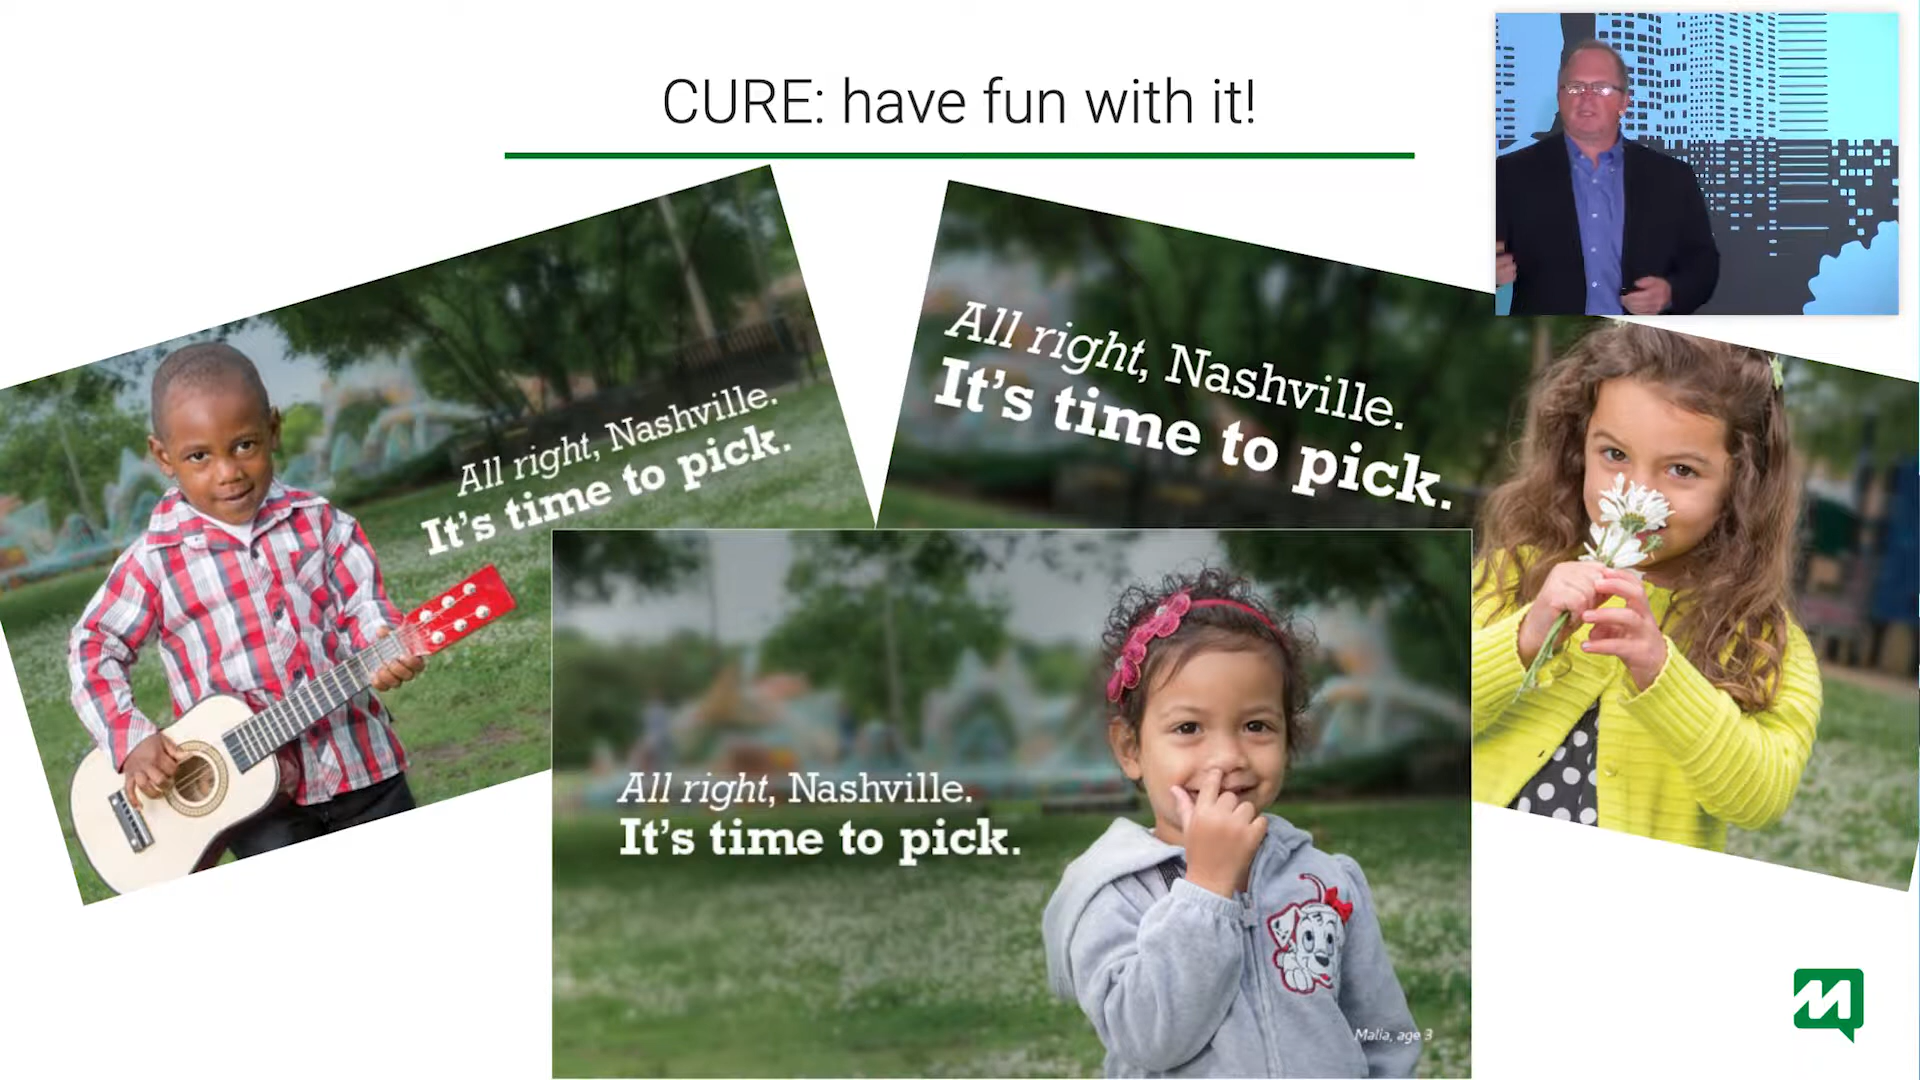 CURE: have fun with it!
All right, Nashville.
It's time to pick.
All right, Nashville.
It's time to pick.
All right, Nashville.
It's time to pick.
Malia, age 3